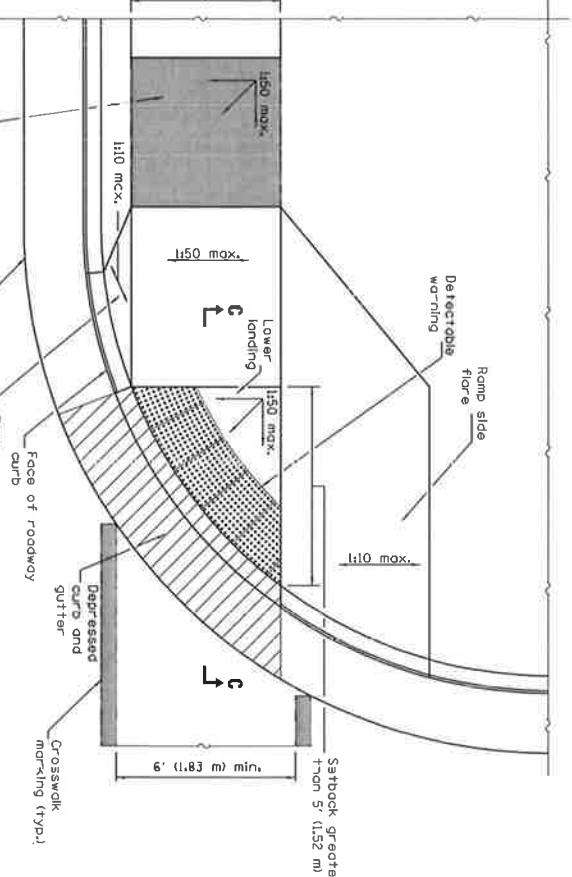 1:50 max.
1:10 mcx.
1:50 max.
C
Lower
landing
1:50 max.
Detectable
warning
Ramp side
flare
1:10 max.
Face of roadway
curb
Depressed
curb and
gutter
C
Crosswalk
marking (typ.)
6' (1.83 m) min.
Setback greate
than 5' (1.52 m)